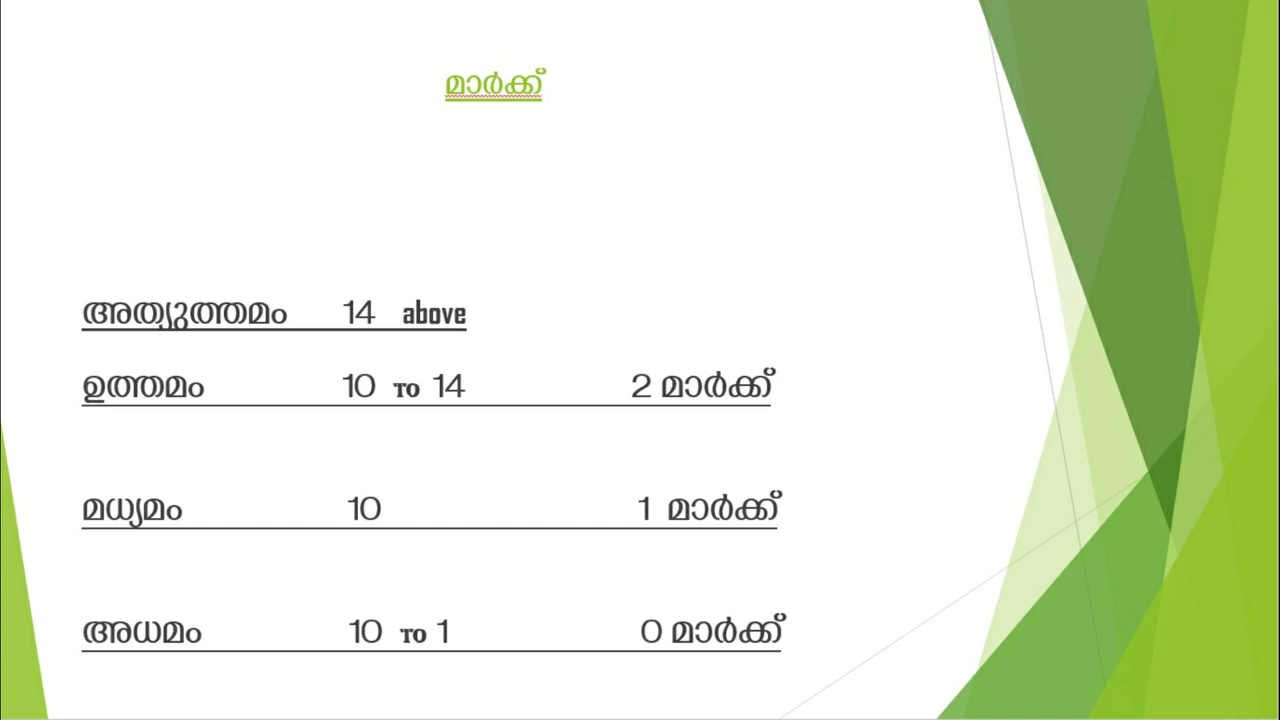 മാർക്ക്
അത്യുത്തമം 14 above
ഉത്തമം 10 TO 14 2 മാർക്ക്
മധ്യമം 10 1 മാർക്ക്
അധമം 10 TO 1 0 മാർക്ക്